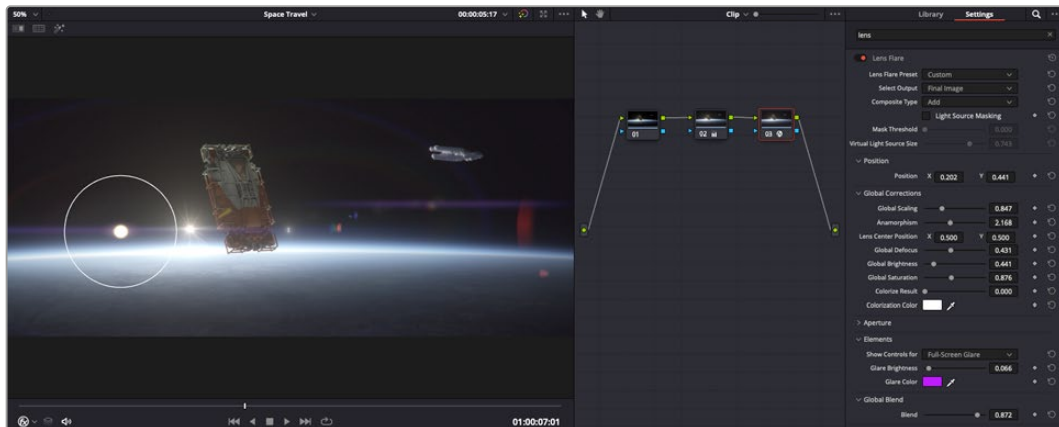 50%
Space Travel
00:00:05:17
Clip
Library
Settings
lens
Lens Flare
Lens Flare Preset Custom
Select Output Final Image
Composite Type Add
Light Source Masking
Mask Threshold 0.000
Virtual Light Source Size 0.743
Position
Position X 0.202 Y 0.441
Global Corrections
Global Scaling 0.847
Anamorphism 2.168
Lens Center Position X 0.500 Y 0.500
Global Defocus 0.431
Global Brightness 0.441
Global Saturation 0.876
Colorize Result 0.000
Colorization Color
Aperture
Elements
Show Controls for Full-Screen Glare
Glare Brightness 0.066
Glare Color
Global Blend
Blend 0.872
01
02
03
01:00:07:01